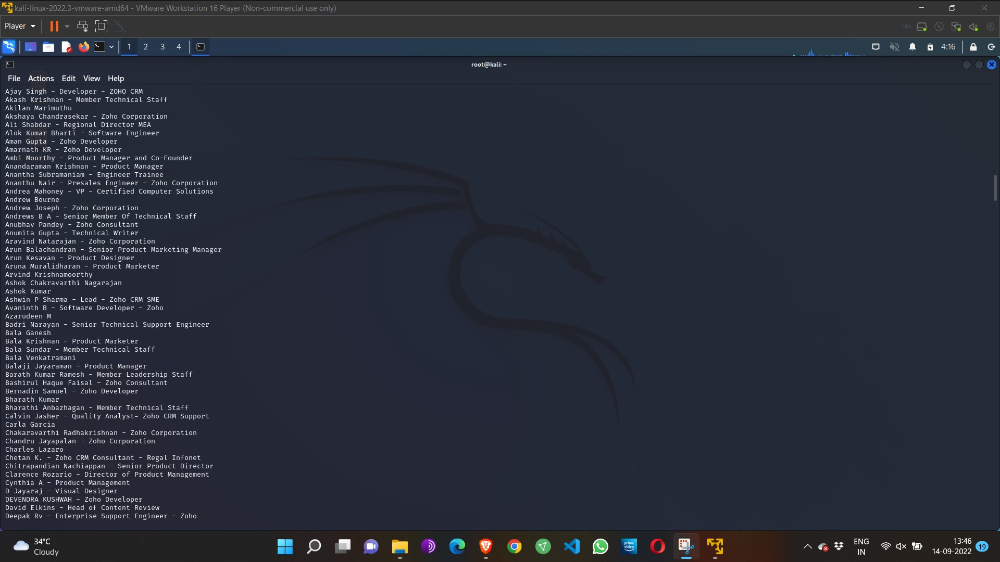 kali-linux-2022.3-vmware-amd64 - VMware Workstation 16 Player (Non-commercial use only)
Player
1 2 3 4
4:16
root@kali: ~
File Actions Edit View Help
Ajay Singh - Developer - ZOHO CRM
Akash Krishnan - Member Technical Staff
Akilan Marimuthu
Akshaya Chandrasekar - Zoho Corporation
Ali Shabdar - Regional Director MEA
Alok Kumar Bharti - Software Engineer
Aman Gupta - Zoho Developer
Amarnath KR - Zoho Developer
Ambi Moorthy - Product Manager and Co-Founder
Anandaraman Krishnan - Product Manager
Anantha Subramaniam - Engineer Trainee
Ananthu Nair - Presales Engineer - Zoho Corporation
Andrea Mahoney - VP - Certified Computer Solutions
Andrew Bourne
Andrew Joseph - Zoho Corporation
Andrews B A - Senior Member Of Technical Staff
Anubhav Pandey - Zoho Consultant
Anumita Gupta - Technical Writer
Aravind Natarajan - Zoho Corporation
Arun Balachandran - Senior Product Marketing Manager
Arun Kesavan - Product Designer
Aruna Muralidharan - Product Marketer
Arvind Krishnamoorthy
Ashok Chakravarthi Nagarajan
Ashok Kumar
Ashwin P Sharma - Lead - Zoho CRM SME
Avaninth B - Software Developer - Zoho
Azarudeen M
Badri Narayan - Senior Technical Support Engineer
Bala Ganesh
Bala Krishnan - Product Marketer
Bala Sundar - Member Technical Staff
Bala Venkatramani
Balaji Jayaraman - Product Manager
Barath Kumar Ramesh - Member Leadership Staff
Bashirul Haque Faisal - Zoho Consultant
Bernadin Samuel - Zoho Developer
Bharath Kumar
Bharathi Anbazhagan - Member Technical Staff
Calvin Jasher - Quality Analyst- Zoho CRM Support
Carla Garcia
Chakaravarthi Radhakrishnan - Zoho Corporation
Chandru Jayapalan - Zoho Corporation
Charles Lazaro
Chetan K. - Zoho CRM Consultant - Regal Infonet
Chitrapandian Nachiappan - Senior Product Director
Clarence Rozario - Director of Product Management
Cynthia A - Product Management
D Jayaraj - Visual Designer
DEVENDRA KUSHWAH - Zoho Developer
David Elkins - Head of Content Review
Deepak Rv - Enterprise Support Engineer - Zoho
34°C
Cloudy
prime video
ENG
IN
13:46
14-09-2022
19